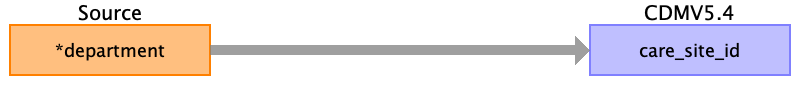 Source
CDMV5.4
*department
care_site_id